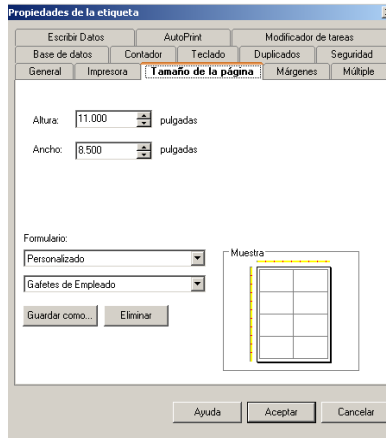 Propiedades de la etiqueta
Escribir Datos AutoPrint Modificador de tareas
Base de datos Contador Teclado Duplicados Seguridad
General Impresora Tamaño de la página Márgenes Múltiple
Altura: 11.000 pulgadas
Ancho: 8.500 pulgadas
Formulario:
Personalizado
Muestra
Gafetes de Empleado
Guardar como... Eliminar
Ayuda Aceptar Cancelar